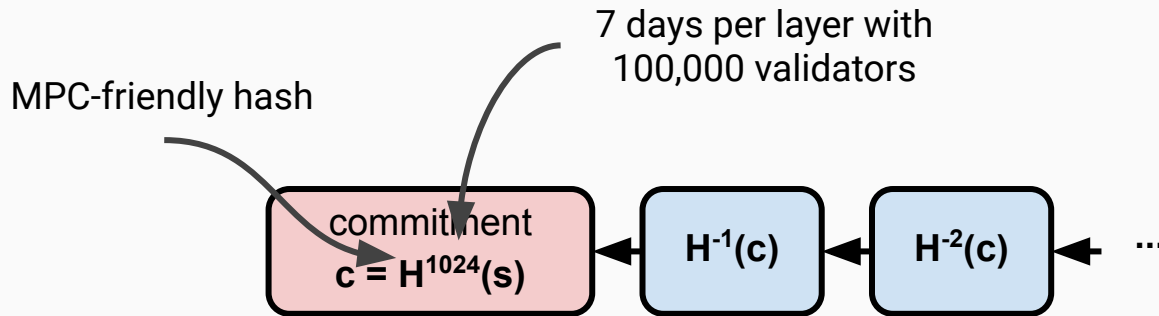 7 days per layer with
100,000 validators
MPC-friendly hash
commitment
c = H¹⁰²⁴(s)
H⁻¹(c)
H⁻²(c)
...